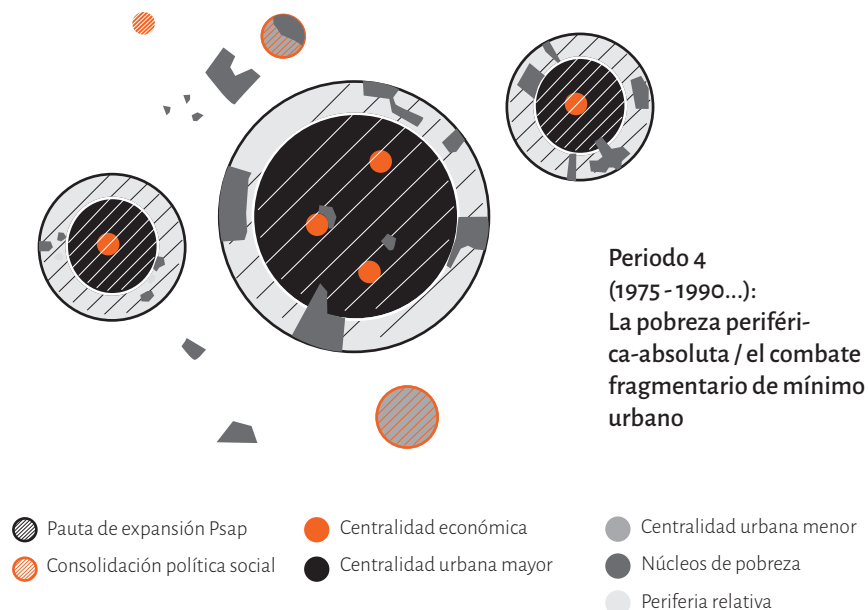 Periodo 4
(1975 - 1990...):
La pobreza periféri-
ca-absoluta / el combate
fragmentario de mínimo
urbano
Pauta de expansión Psap
Consolidación política social
Centralidad económica
Centralidad urbana mayor
Centralidad urbana menor
Núcleos de pobreza
Periferia relativa